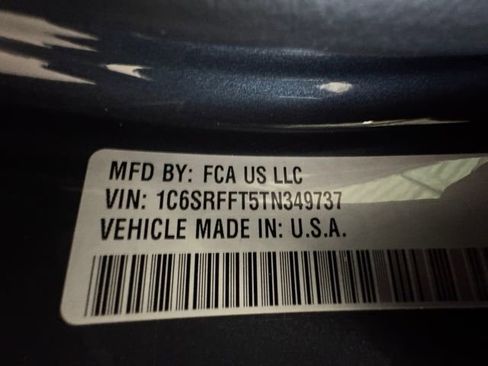 MFD BY: FCA US LLC
VIN: 1C6SRFFT5TN349737
VEHICLE MADE IN: U.S.A.